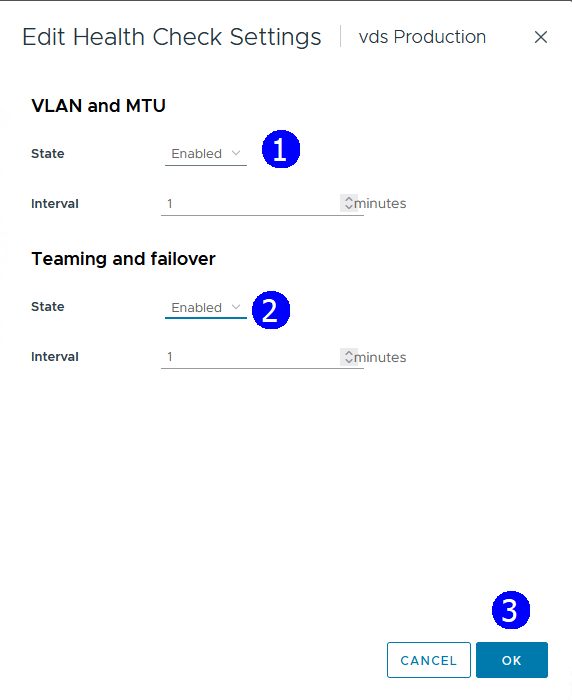 Edit Health Check Settings | vds Production ×
VLAN and MTU
State Enabled 1
Interval 1 minutes
Teaming and failover
State Enabled 2
Interval 1 minutes
3
CANCEL OK